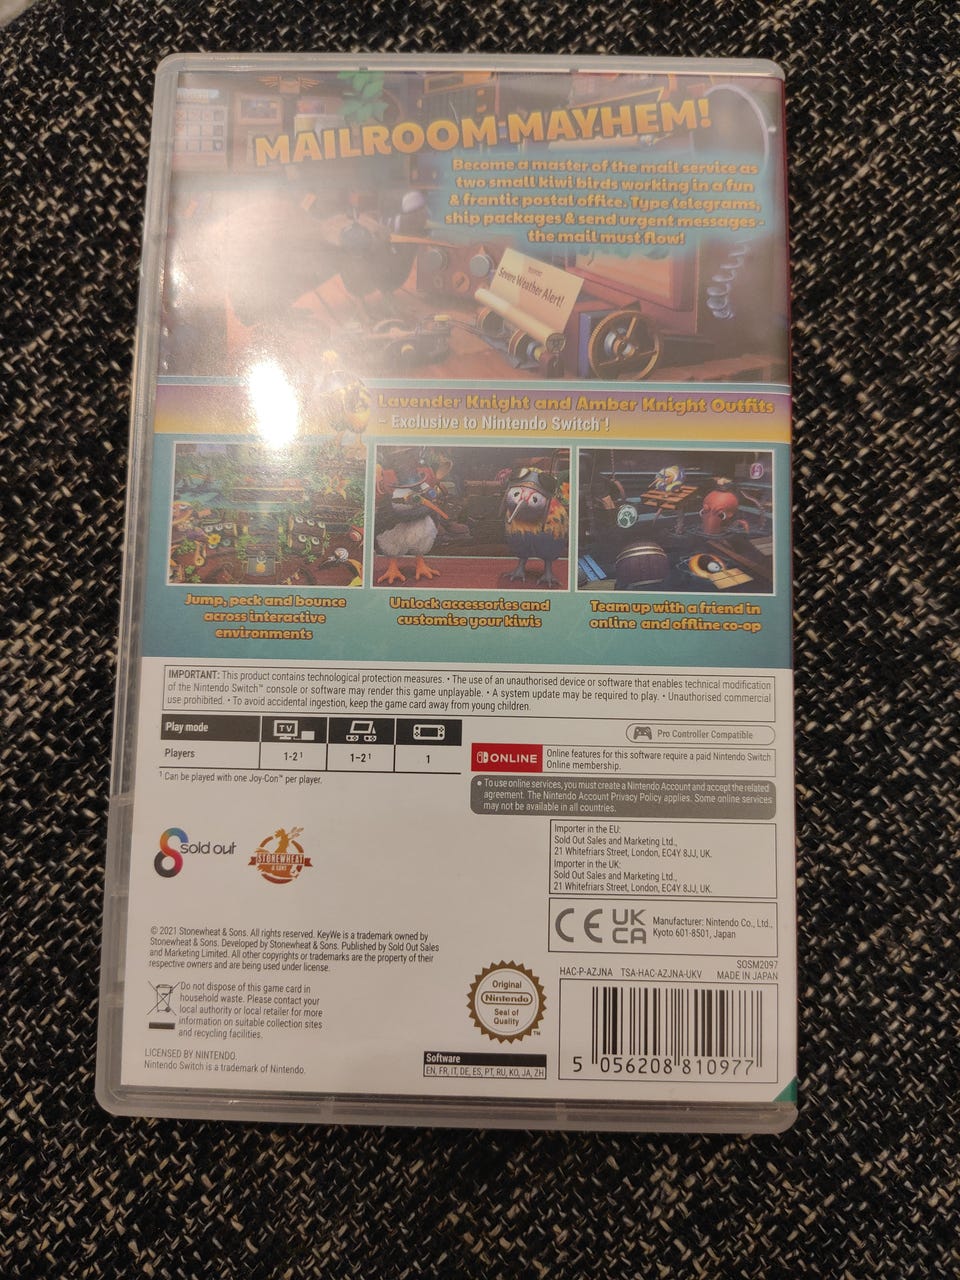 MAILROOM MAYHEM!
Become a master of the mail service as
two small kiwi birds working in a fun
& frantic postal office. Type telegrams,
ship packages & send urgent messages -
the mail must flow!
Severe Weather Alert!
Lavender Knight and Amber Knight Outfits
- Exclusive to Nintendo Switch !
Jump, peck and bounce
across interactive
environments
Unlock accessories and
customise your kiwis
Team up with a friend in
online and offline co-op
IMPORTANT: This product contains technological protection measures. • The use of an unauthorised device or software that enables technical modification
of the Nintendo Switch™ console or software may render this game unplayable. • A system update may be required to play. • Unauthorised commercial
use prohibited. • To avoid accidental ingestion, keep the game card away from young children.
Play mode
TV
Players
1-2¹
1-2¹
1
¹ Can be played with one Joy-Con™ per player.
Pro Controller Compatible
ONLINE
Online features for this software require a paid Nintendo Switch
Online membership.
• To use online services, you must create a Nintendo Account and accept the related
agreement. The Nintendo Account Privacy Policy applies. Some online services
may not be available in all countries.
sold out
STONEWHEAT
& SONS
Importer in the EU:
Sold Out Sales and Marketing Ltd.,
21 Whitefriars Street, London, EC4Y 8JJ, UK.
Importer in the UK:
Sold Out Sales and Marketing Ltd.,
21 Whitefriars Street, London, EC4Y 8JJ, UK.
CE
UK
CA
Manufacturer: Nintendo Co., Ltd.,
Kyoto 601-8501, Japan
© 2021 Stonewheat & Sons. All rights reserved. KeyWe is a trademark owned by
Stonewheat & Sons. Developed by Stonewheat & Sons. Published by Sold Out Sales
and Marketing Limited. All other copyrights or trademarks are the property of their
respective owners and are being used under license.
Do not dispose of this game card in
household waste. Please contact your
local authority or local retailer for more
information on suitable collection sites
and recycling facilities.
LICENSED BY NINTENDO.
Nintendo Switch is a trademark of Nintendo.
Original
Nintendo
Seal of
Quality
TM
Software
EN, FR, IT, DE, ES, PT, RU, KO, JA, ZH
SOSM2097
HAC-P-AZJNA TSA-HAC-AZJNA-UKV MADE IN JAPAN
5 056208 810977